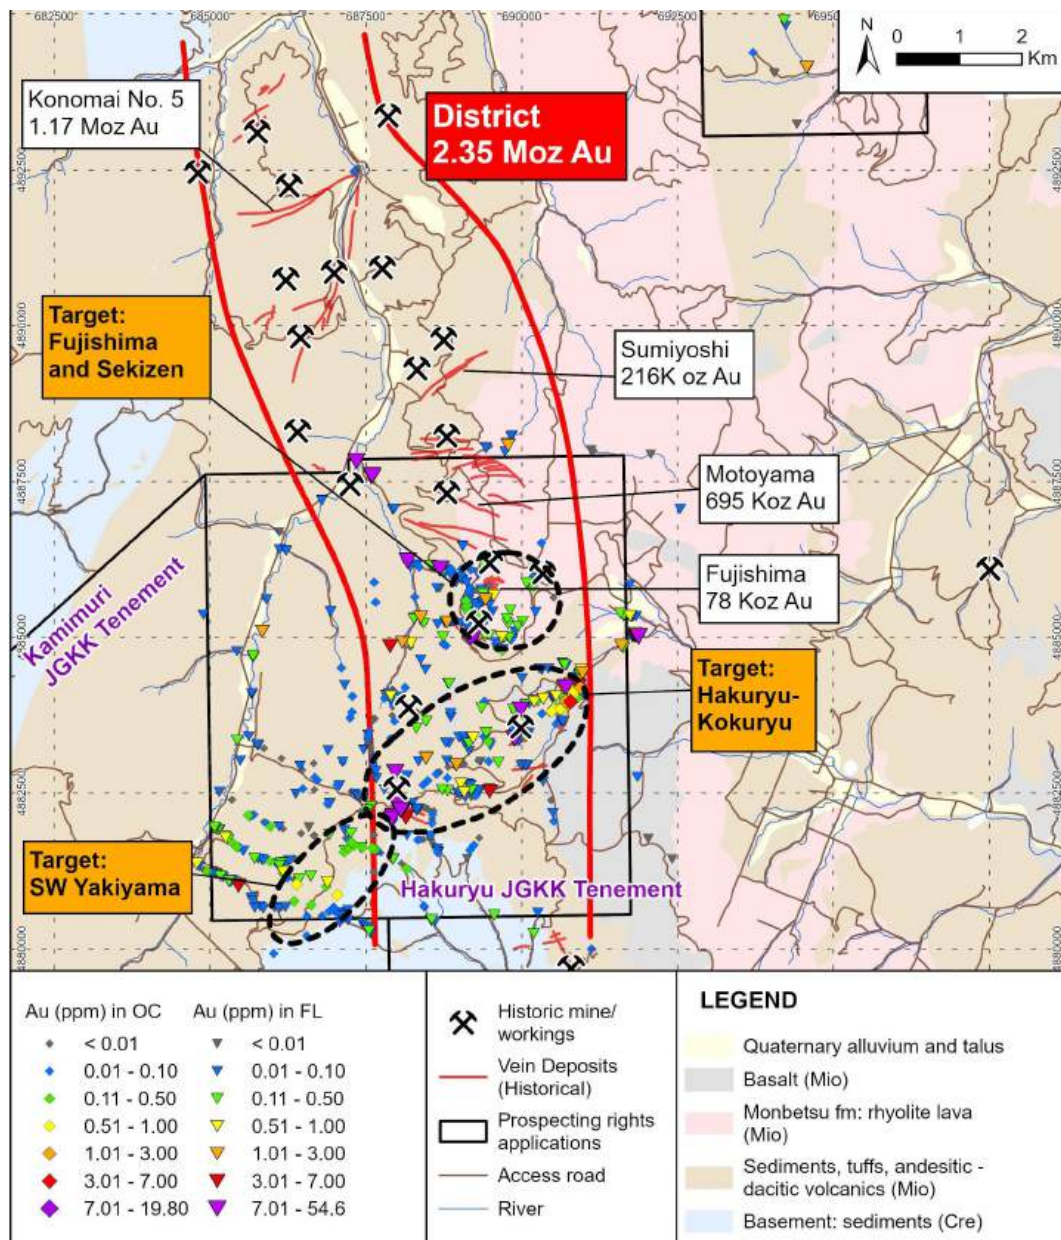 682500
685000
687500
690000
692500
695
N
0 1 2
Km
Konomai No. 5
1.17 Moz Au
District
2.35 Moz Au
4892500
4892500
Target:
Fujishima
and Sekizen
4890000
4890000
Sumiyoshi
216K oz Au
4887500
4887500
Motoyama
695 Koz Au
Fujishima
78 Koz Au
Kamimuri
JGKK Tenement
4885000
4885000
Target:
Hakuryu-
Kokuryu
4882500
4882500
Target:
SW Yakiyama
Hakuryu JGKK Tenement
4880000
4880000
Au (ppm) in OC
< 0.01
0.01 - 0.10
0.11 - 0.50
0.51 - 1.00
1.01 - 3.00
3.01 - 7.00
7.01 - 19.80
Au (ppm) in FL
< 0.01
0.01 - 0.10
0.11 - 0.50
0.51 - 1.00
1.01 - 3.00
3.01 - 7.00
7.01 - 54.6
Historic mine/
workings
Vein Deposits
(Historical)
Prospecting rights
applications
Access road
River
LEGEND
Quaternary alluvium and talus
Basalt (Mio)
Monbetsu fm: rhyolite lava
(Mio)
Sediments, tuffs, andesitic -
dacitic volcanics (Mio)
Basement: sediments (Cre)